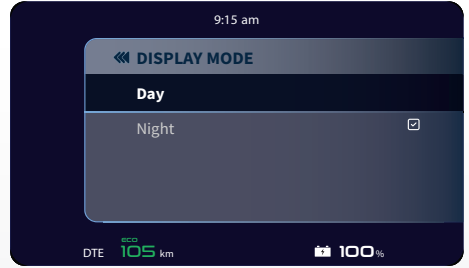 9:15 am
DISPLAY MODE
Day
Night
ECO
DTE 105 km 100%